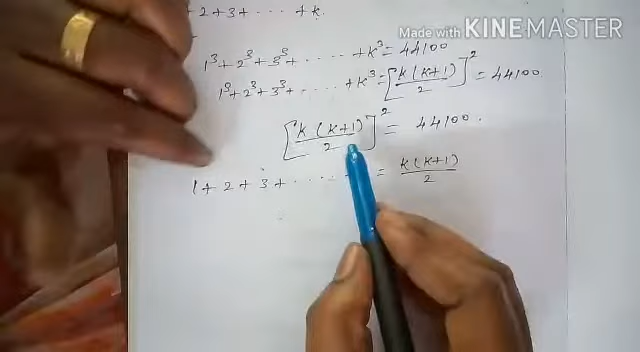 +2+3+ ..... +k.
Made with KINEMASTER
1³+2³+3³+ ...... +k³=44100
1³+2³+3³+ ...... +k³=[k(k+1)/2]²=44100.
[k(k+1)/2]² = 44100.
1+2+3+ ..... = k(k+1)/2